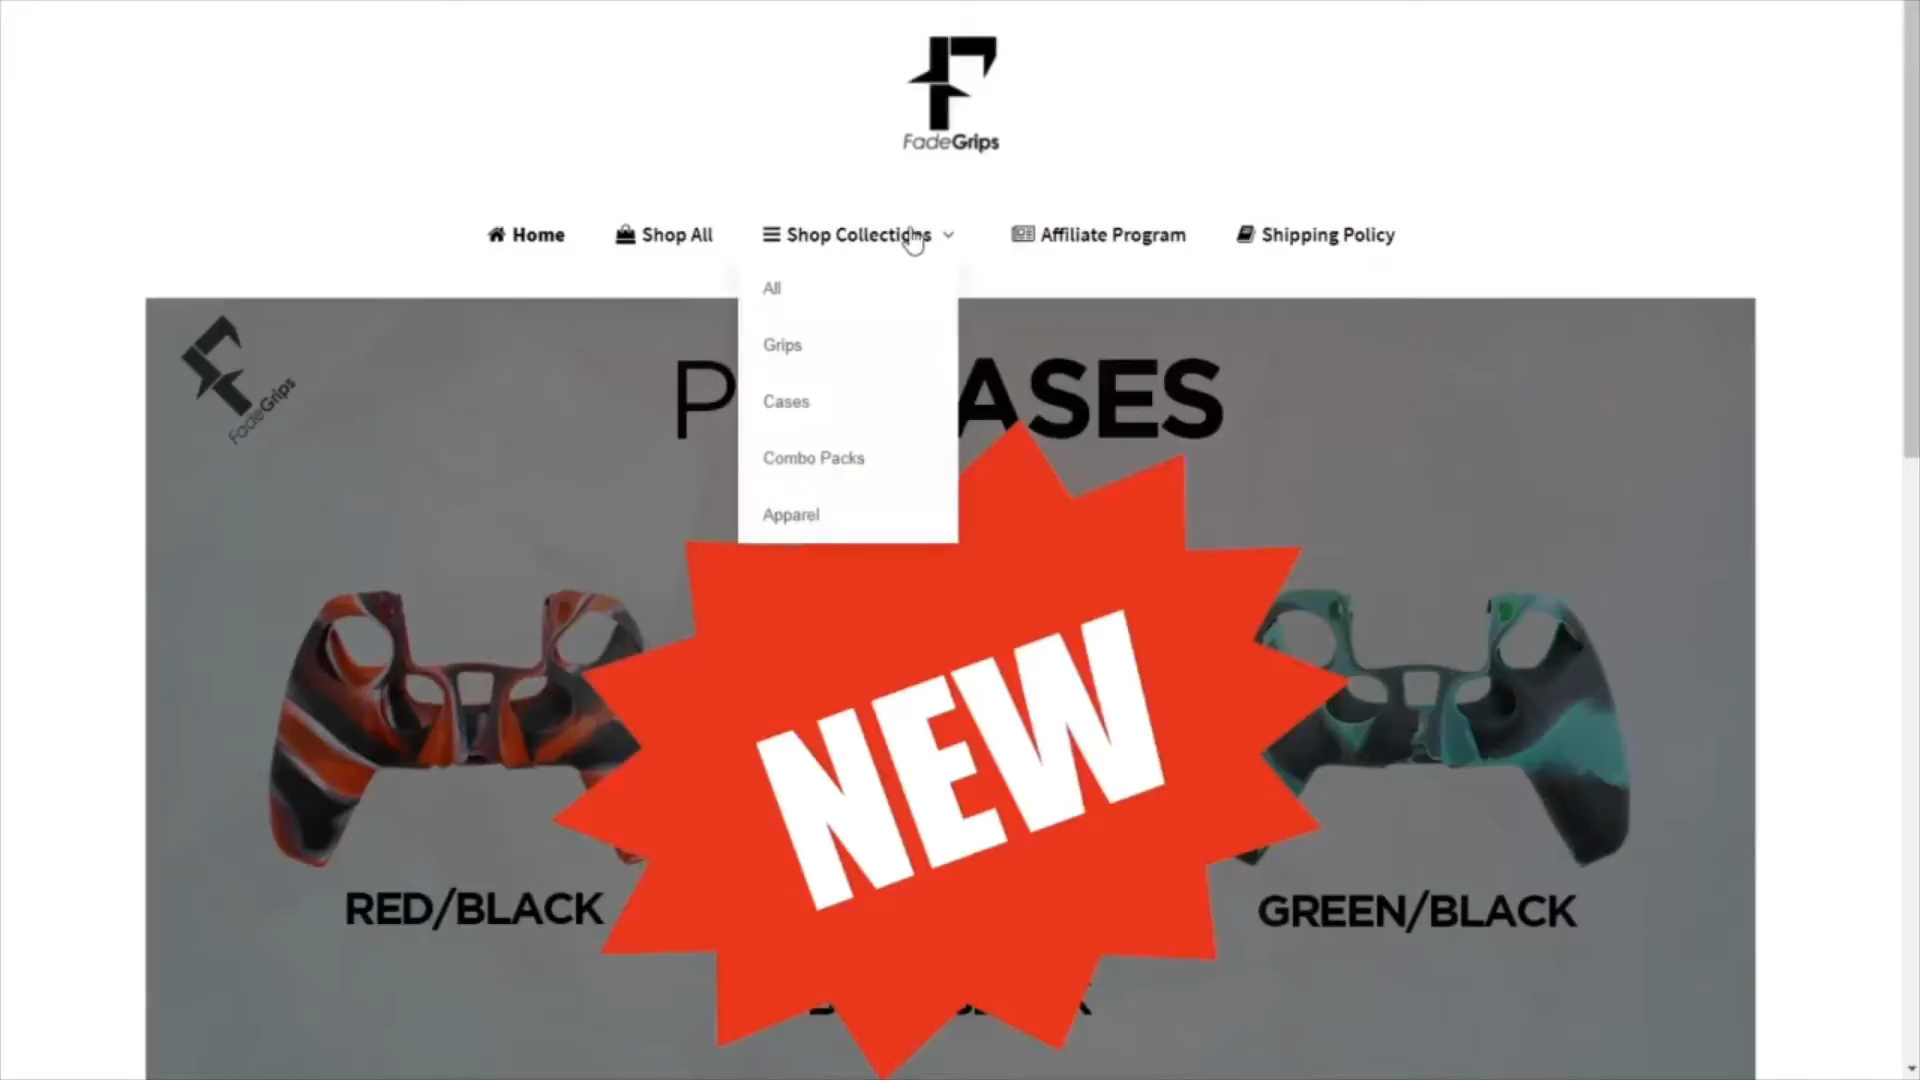 FadeGrips
Home Shop All Shop Collections Affiliate Program Shipping Policy
All
Grips
Cases
Combo Packs
Apparel
FadeGrips
NEW
RED/BLACK
GREEN/BLACK